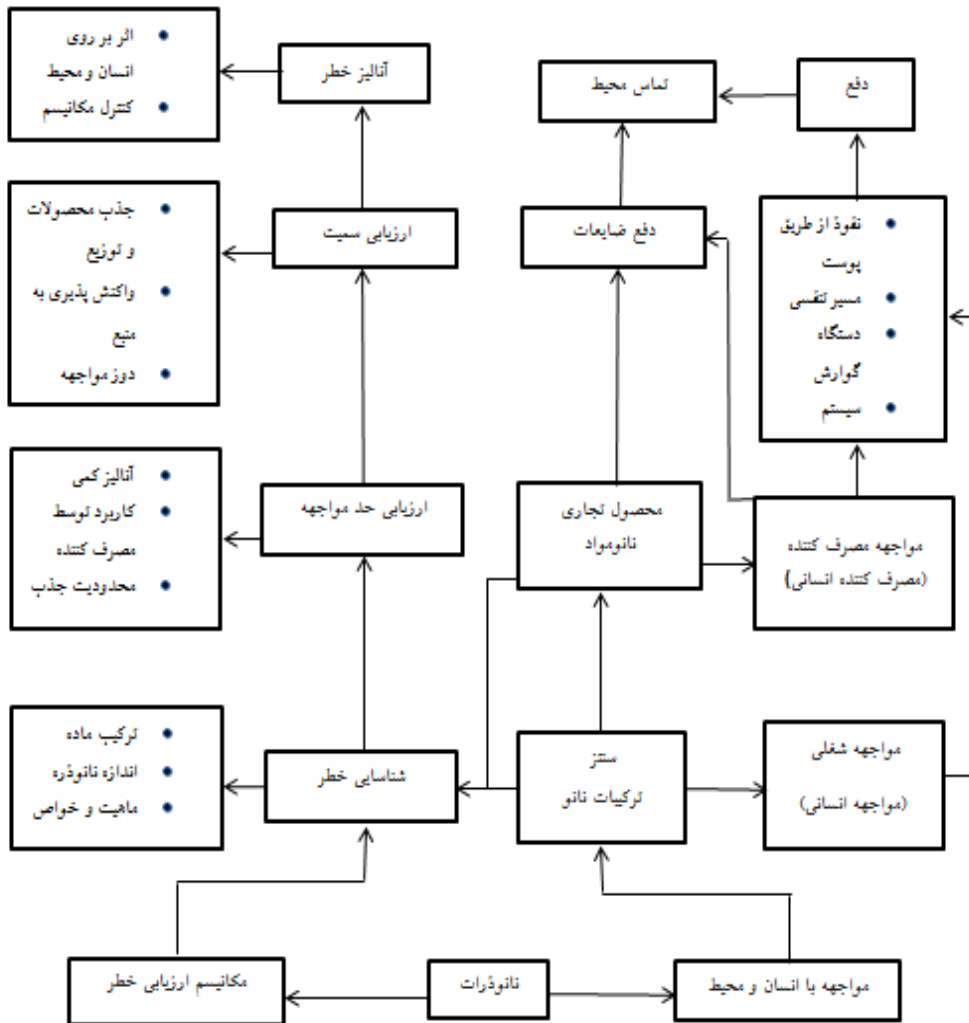 اثر بر روی
انسان و محیط
کنترل مکانیسم
آنالیز خطر
تماس محیط
دفع
جذب محصولات
و توزیع
واکنش پذیری به
منبع
دوز مواجهه
ارزیابی سمیت
دفع ضایعات
نفوذ از طریق
پوست
مسیر تنفسی
دستگاه
گوارش
سیستم
آنالیز کمی
کاربرد توسط
مصرف کننده
محدودیت جذب
ارزیابی حد مواجهه
محصول تجاری
نانومواد
مواجهه مصرف کننده
(مصرف کننده انسانی)
ترکیب ماده
اندازه نانوذره
ماهیت و خواص
شناسایی خطر
سنتز
ترکیبات نانو
مواجهه شغلی
(مواجهه انسانی)
مکانیسم ارزیابی خطر
نانوذرات
مواجهه با انسان و محیط